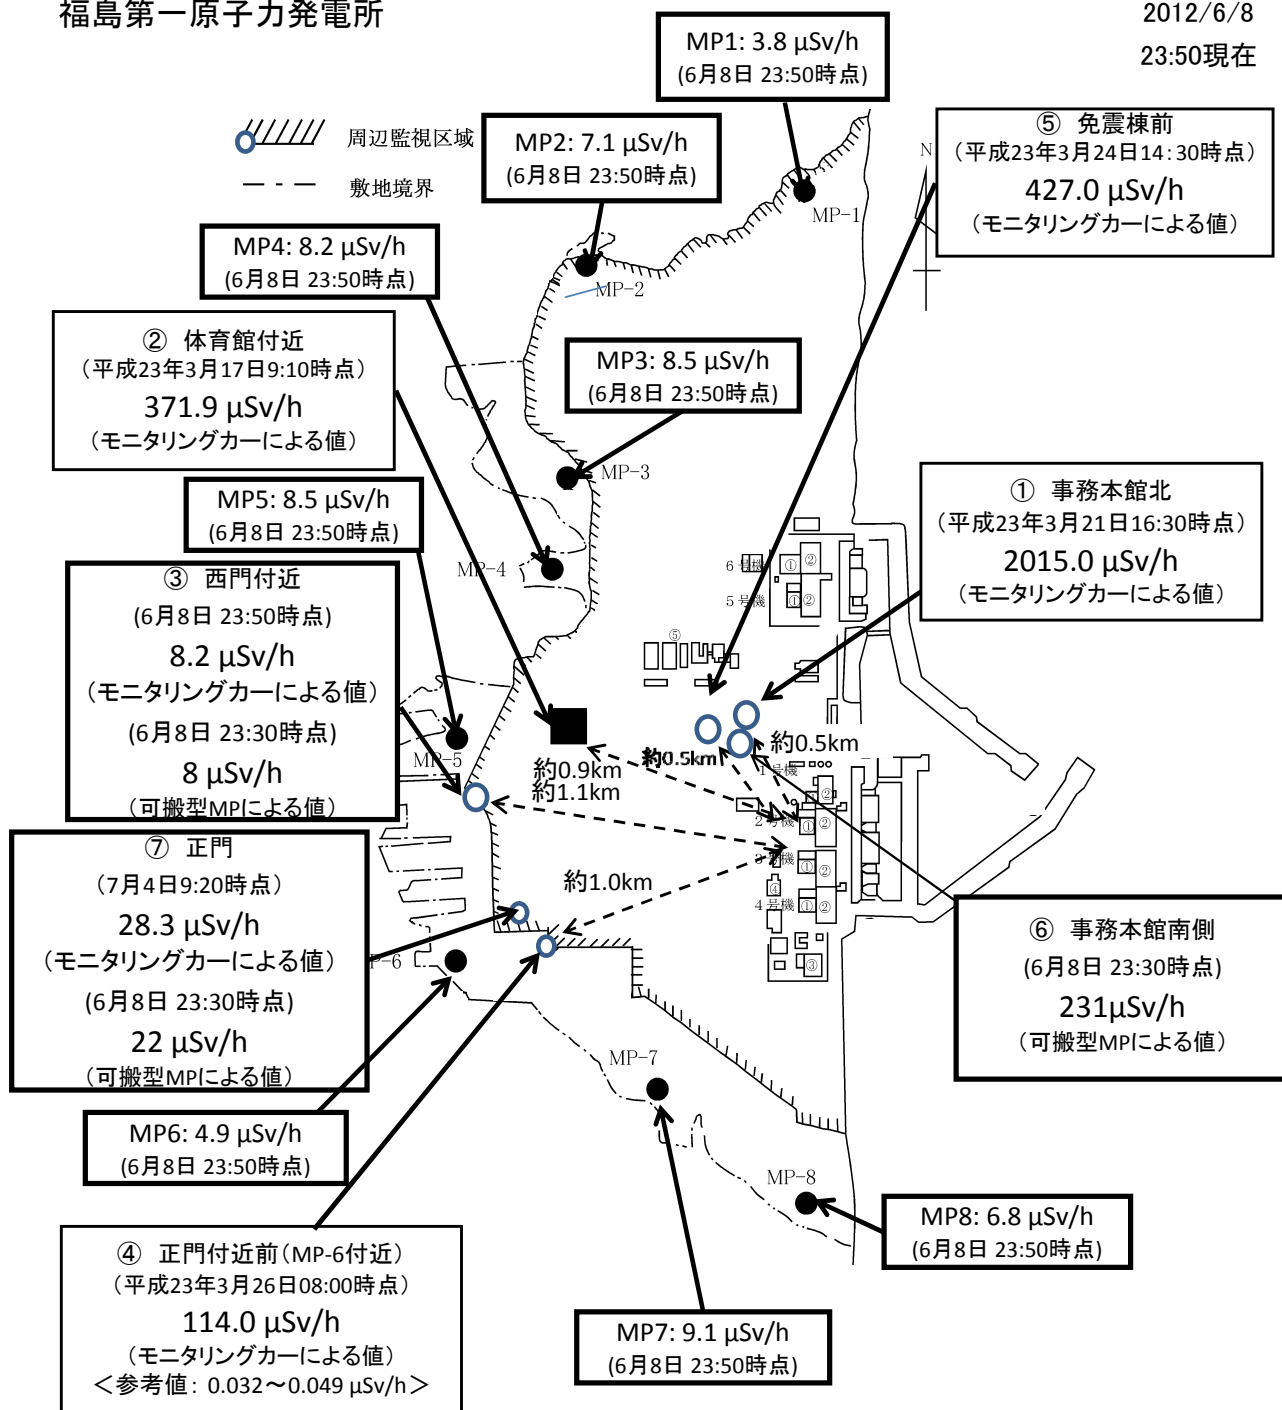 福島第一原子力発電所
2012/6/8
23:50現在
周辺監視区域
敷地境界
MP1: 3.8 μSv/h
(6月8日 23:50時点)
MP2: 7.1 μSv/h
(6月8日 23:50時点)
⑤ 免震棟前
(平成23年3月24日14:30時点)
427.0 μSv/h
(モニタリングカーによる値)
N
MP-1
MP4: 8.2 μSv/h
(6月8日 23:50時点)
MP-2
② 体育館付近
(平成23年3月17日9:10時点)
371.9 μSv/h
(モニタリングカーによる値)
MP3: 8.5 μSv/h
(6月8日 23:50時点)
MP-3
MP5: 8.5 μSv/h
(6月8日 23:50時点)
① 事務本館北
(平成23年3月21日16:30時点)
2015.0 μSv/h
(モニタリングカーによる値)
MP-4
6号機
① ②
5号機
① ②
⑤
③ 西門付近
(6月8日 23:50時点)
8.2 μSv/h
(モニタリングカーによる値)
(6月8日 23:30時点)
8 μSv/h
(可搬型MPによる値)
MP-5
約0.9km
約1.1km
約0.5km
約0.5km
1号機
②
2号機
① ②
3号機
① ②
④
4号機
① ②
③
約1.0km
⑦ 正門
(7月4日9:20時点)
28.3 μSv/h
(モニタリングカーによる値)
(6月8日 23:30時点)
22 μSv/h
(可搬型MPによる値)
P-6
⑥ 事務本館南側
(6月8日 23:30時点)
231μSv/h
(可搬型MPによる値)
MP-7
MP6: 4.9 μSv/h
(6月8日 23:50時点)
MP-8
MP8: 6.8 μSv/h
(6月8日 23:50時点)
④ 正門付近前(MP-6付近)
(平成23年3月26日08:00時点)
114.0 μSv/h
(モニタリングカーによる値)
<参考値: 0.032~0.049 μSv/h>
MP7: 9.1 μSv/h
(6月8日 23:50時点)